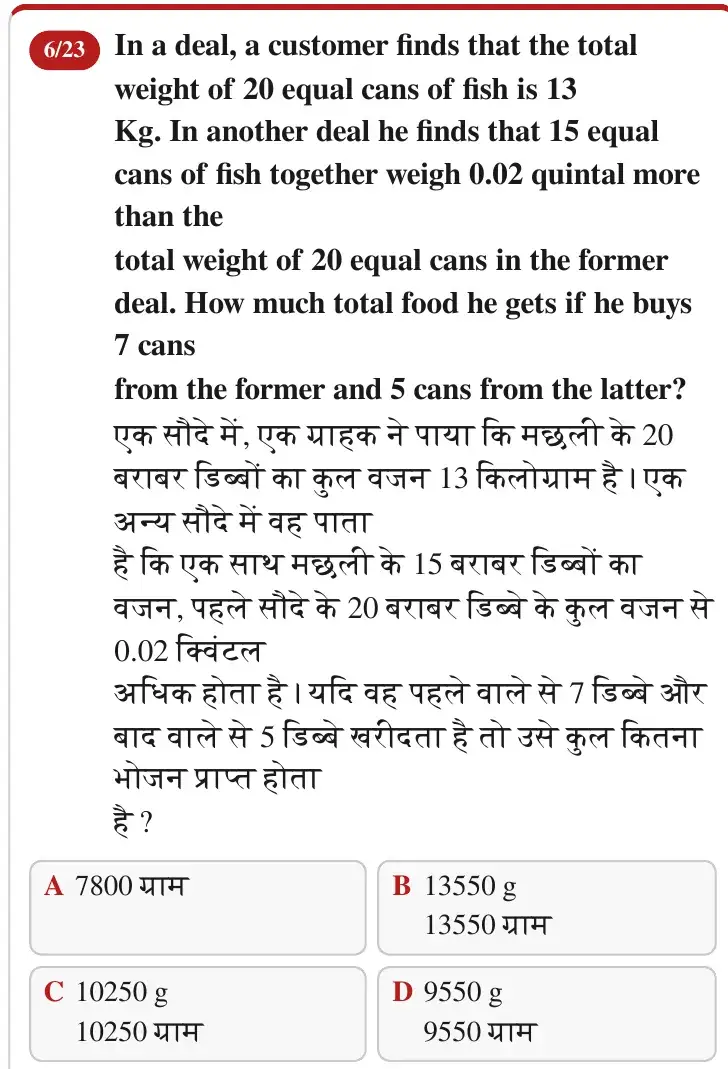 6/23 In a deal, a customer finds that the total
weight of 20 equal cans of fish is 13
Kg. In another deal he finds that 15 equal
cans of fish together weigh 0.02 quintal more
than the
total weight of 20 equal cans in the former
deal. How much total food he gets if he buys
7 cans
from the former and 5 cans from the latter?
एक सौदे में, एक ग्राहक ने पाया कि मछली के 20
बराबर डिब्बों का कुल वजन 13 किलोग्राम है। एक
अन्य सौदे में वह पाता
है कि एक साथ मछली के 15 बराबर डिब्बों का
वजन, पहले सौदे के 20 बराबर डिब्बे के कुल वजन से
0.02 क्विंटल
अधिक होता है। यदि वह पहले वाले से 7 डिब्बे और
बाद वाले से 5 डिब्बे खरीदता है तो उसे कुल कितना
भोजन प्राप्त होता
है ?
A 7800 ग्राम
B 13550 g
13550 ग्राम
C 10250 g
10250 ग्राम
D 9550 g
9550 ग्राम